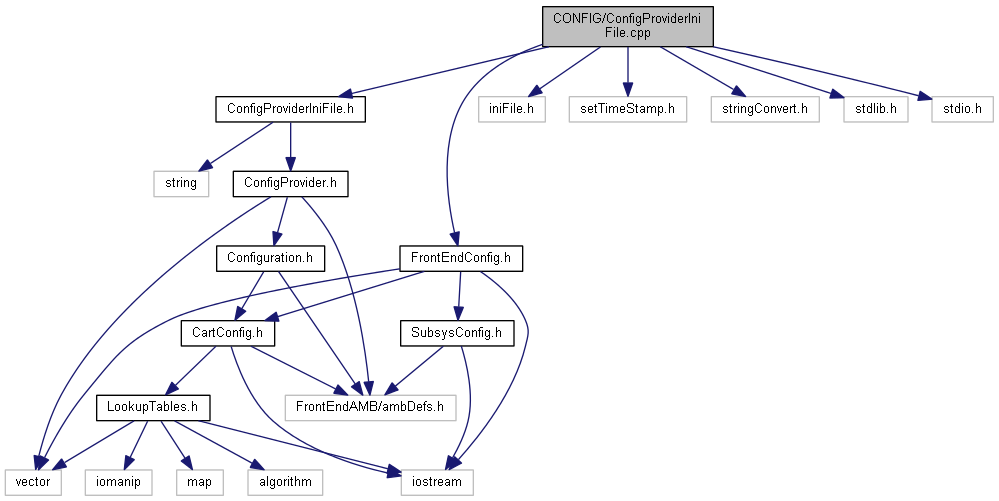 CONFIG/ConfigProviderIni
File.cpp
ConfigProviderIniFile.h
iniFile.h
setTimeStamp.h
stringConvert.h
stdlib.h
stdio.h
string
ConfigProvider.h
Configuration.h
FrontEndConfig.h
CartConfig.h
SubsysConfig.h
LookupTables.h
FrontEndAMB/ambDefs.h
vector
iomanip
map
algorithm
iostream